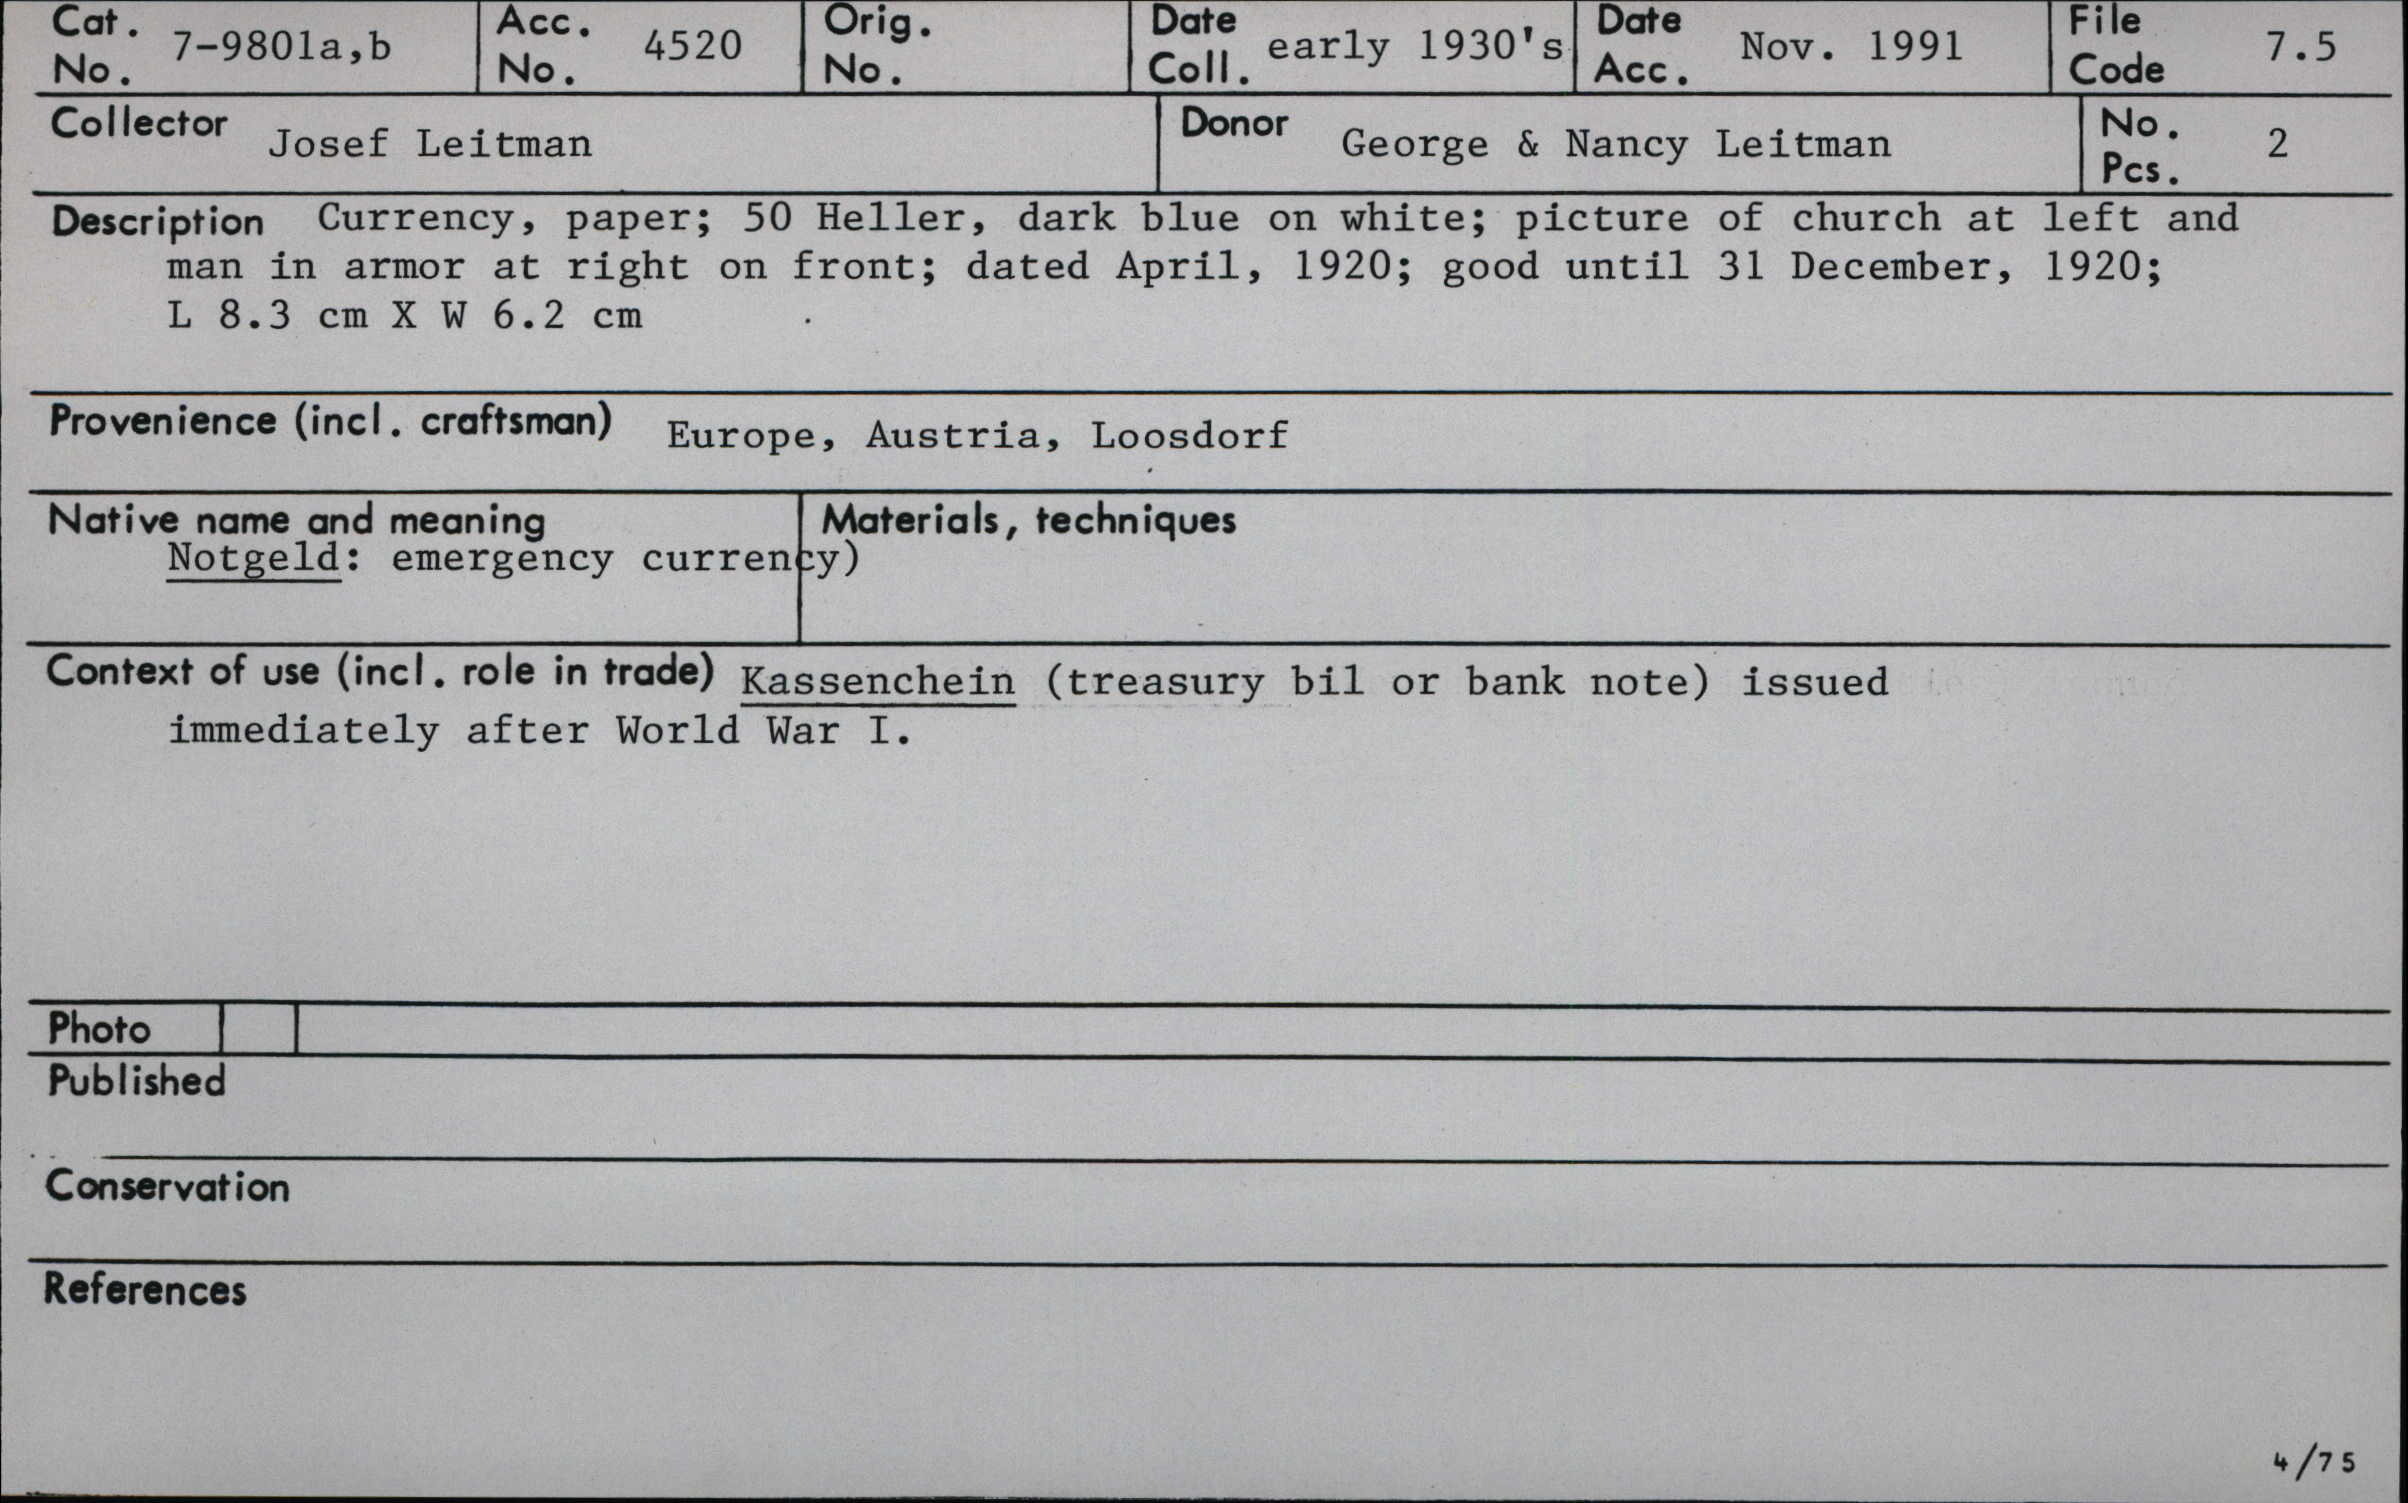 Cat. No. 7-9801a,b Acc. No. 4520 Orig. No. Date Coll. early 1930's Date Acc. Nov. 1991 File Code 7.5
Collector Josef Leitman Donor George & Nancy Leitman No. Pcs. 2
Description Currency, paper; 50 Heller, dark blue on white; picture of church at left and
man in armor at right on front; dated April, 1920; good until 31 December, 1920;
L 8.3 cm X W 6.2 cm
Provenience (incl. craftsman) Europe, Austria, Loosdorf
Native name and meaning Materials, techniques
Notgeld: emergency currency)
Context of use (incl. role in trade) Kassenchein (treasury bil or bank note) issued
immediately after World War I.
Photo
Published
Conservation
References
4/75